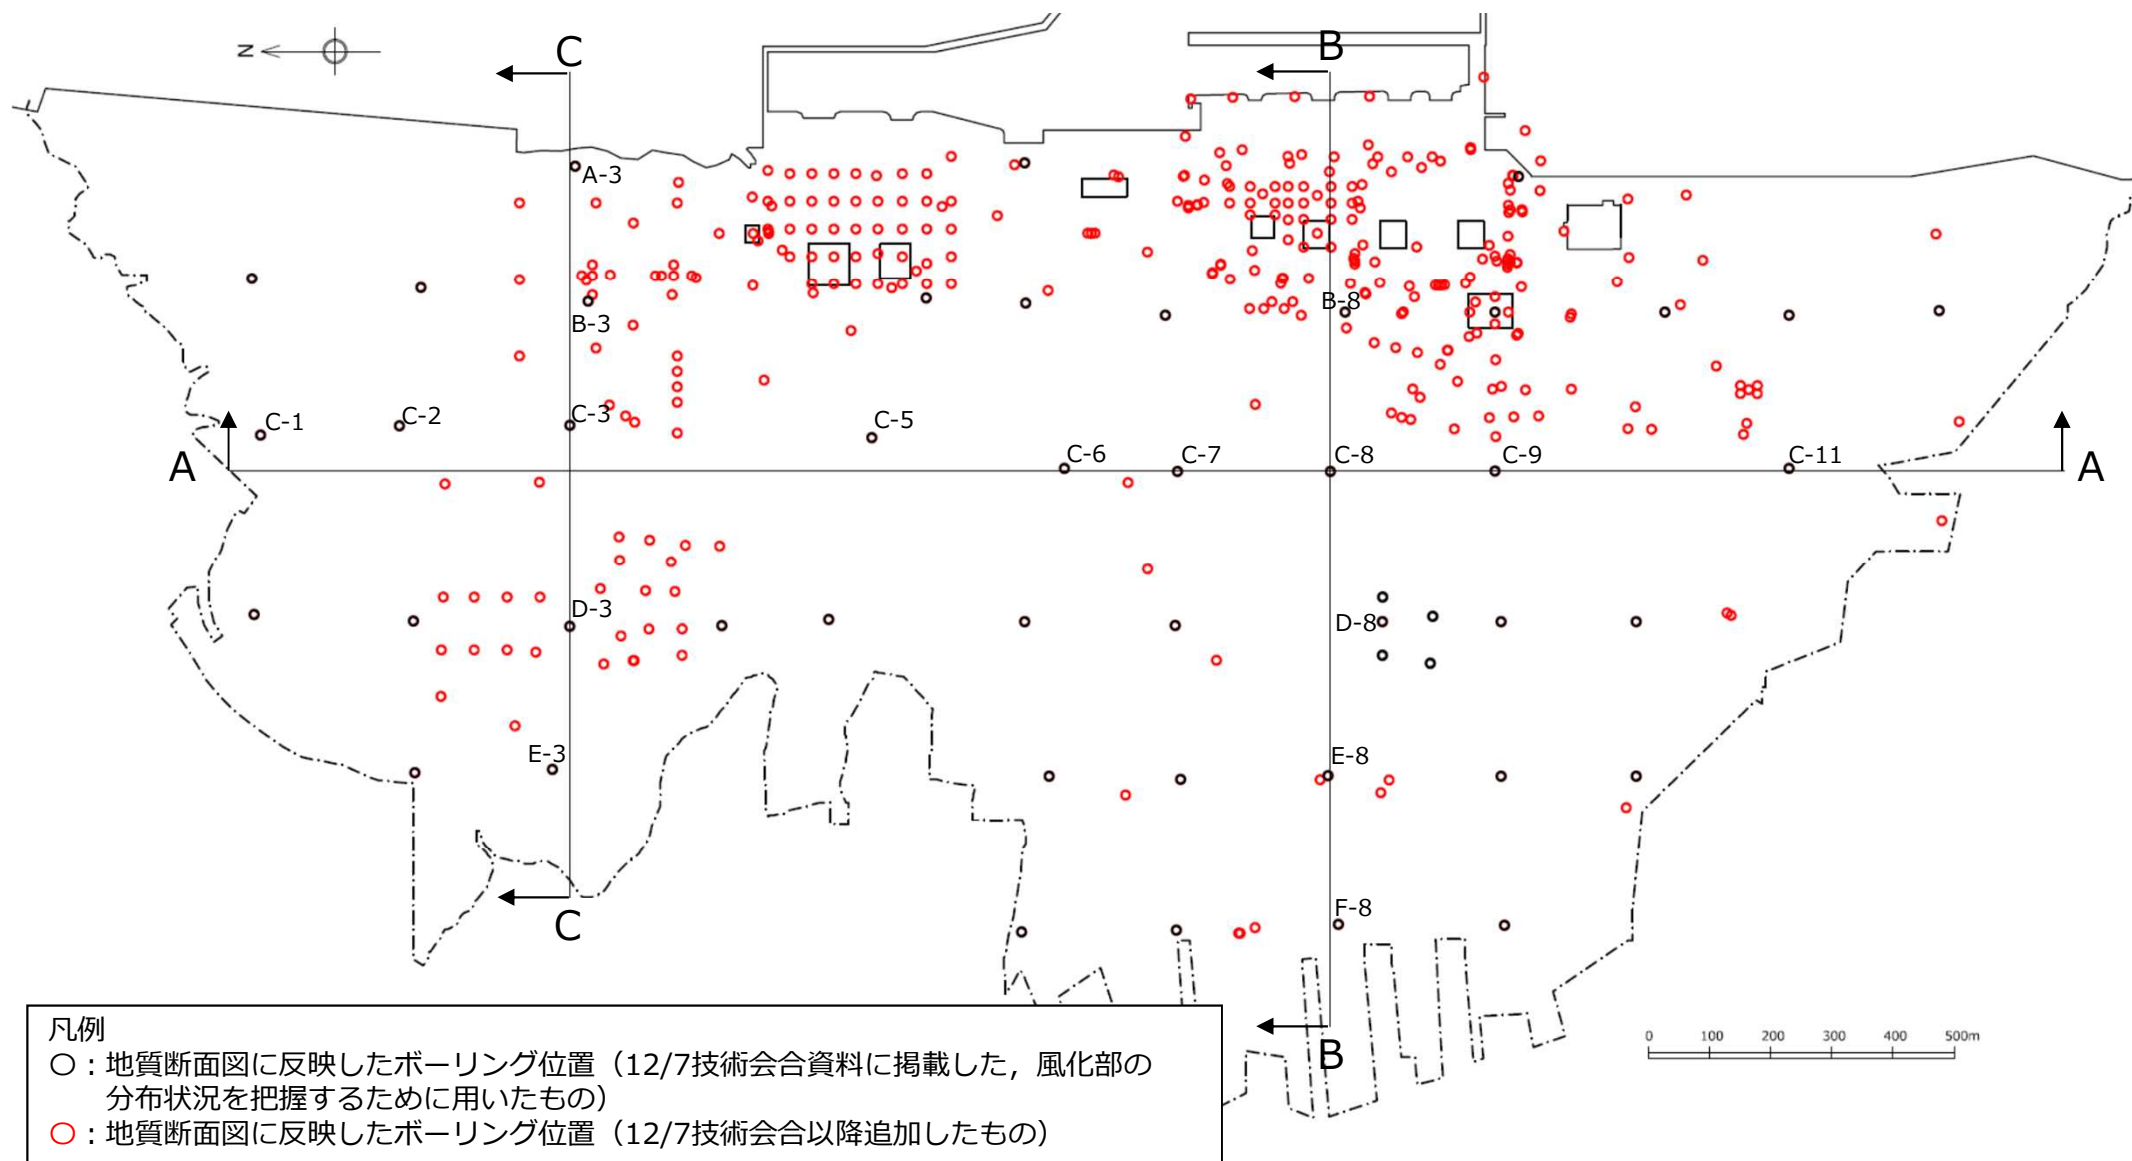 C
B
N
A-3
B-3
B-8
C-1
C-2
C-3
C-5
C-6
C-7
C-8
C-9
C-11
A
A
D-3
D-8
E-3
E-8
F-8
C
B
凡例
○：地質断面図に反映したボーリング位置（12/7技術会合資料に掲載した，風化部の
分布状況を把握するために用いたもの）
○：地質断面図に反映したボーリング位置（12/7技術会合以降追加したもの）
0 100 200 300 400 500m